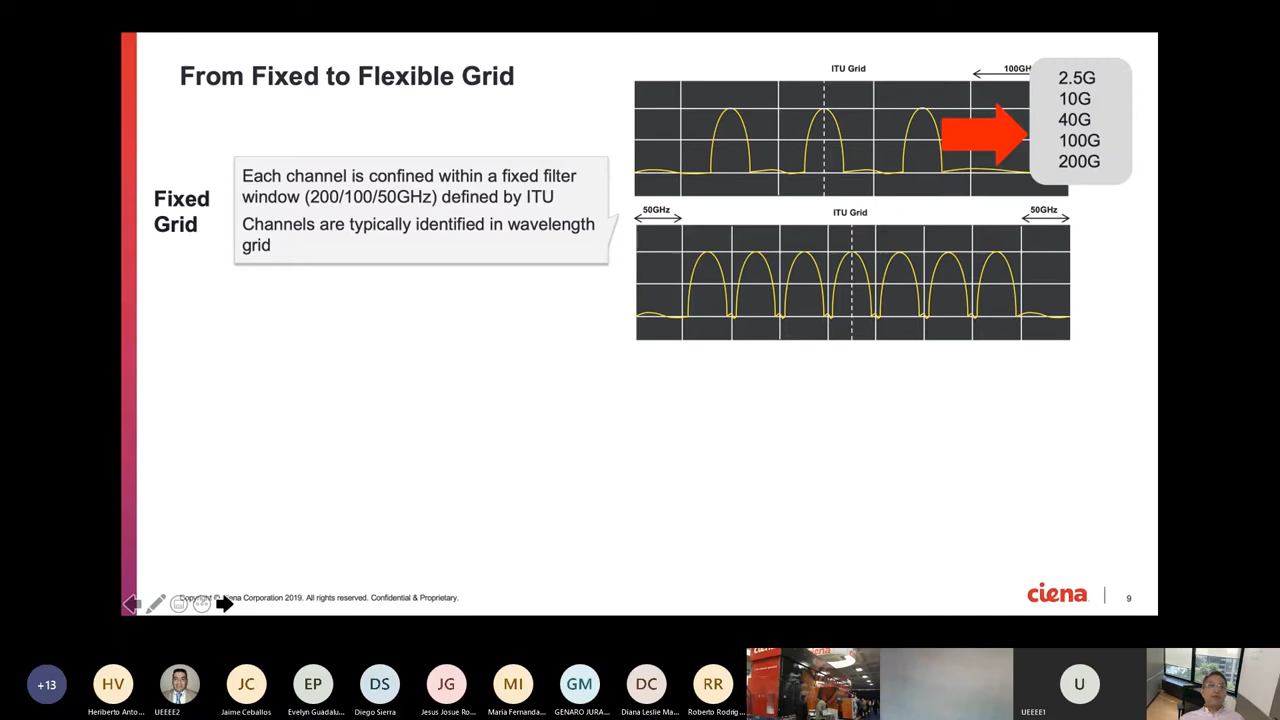 From Fixed to Flexible Grid
ITU Grid
100GH
2.5G
10G
40G
100G
200G
Fixed
Grid
Each channel is confined within a fixed filter
window (200/100/50GHz) defined by ITU
Channels are typically identified in wavelength
grid
50GHz
ITU Grid
50GHz
Copyright © Ciena Corporation 2019. All rights reserved. Confidential & Proprietary.
ciena
9
+13
HV
JC
EP
DS
JG
MI
GM
DC
RR
ciena
U
Heriberto Anto...
UEEEE2
Jaime Ceballos
Evelyn Guadalu...
Diego Sierra
Jesus Josue Ro...
Maria Fernanda...
GENARO JURA...
Diana Leslie Ma...
Roberto Rodrig...
UEEEE1